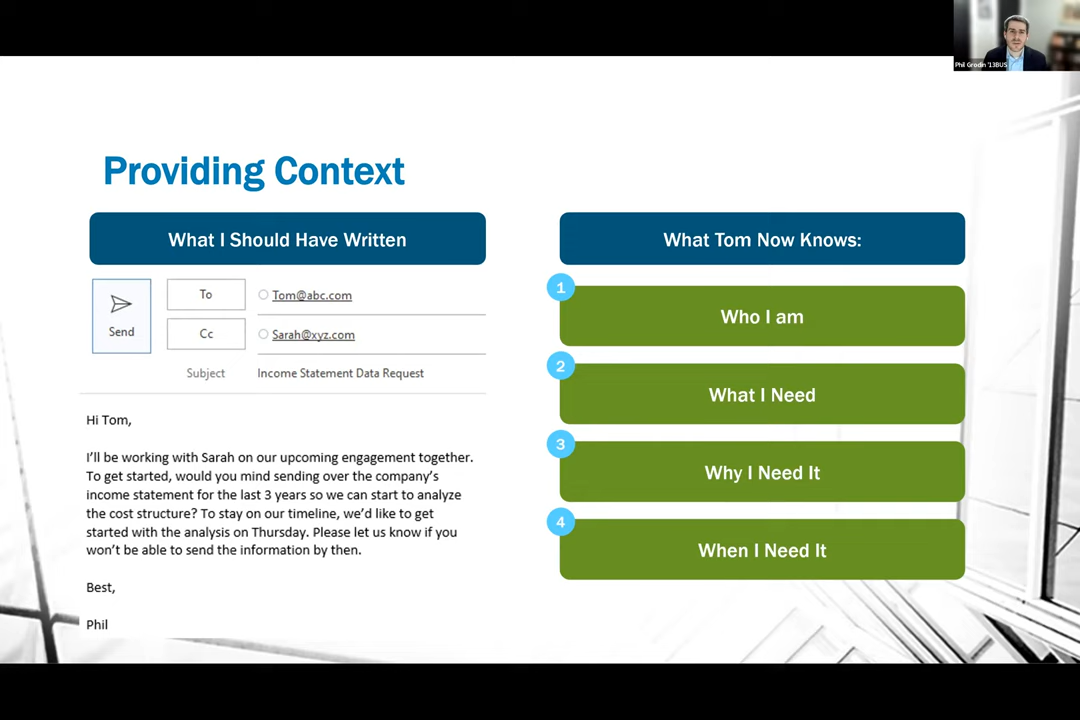 Phil Grodin '13BUS
Providing Context
What I Should Have Written
Send
To
Tom@abc.com
Cc
Sarah@xyz.com
Subject
Income Statement Data Request
Hi Tom,
I'll be working with Sarah on our upcoming engagement together.
To get started, would you mind sending over the company's
income statement for the last 3 years so we can start to analyze
the cost structure? To stay on our timeline, we'd like to get
started with the analysis on Thursday. Please let us know if you
won't be able to send the information by then.
Best,
Phil
What Tom Now Knows:
1
Who I am
2
What I Need
3
Why I Need It
4
When I Need It